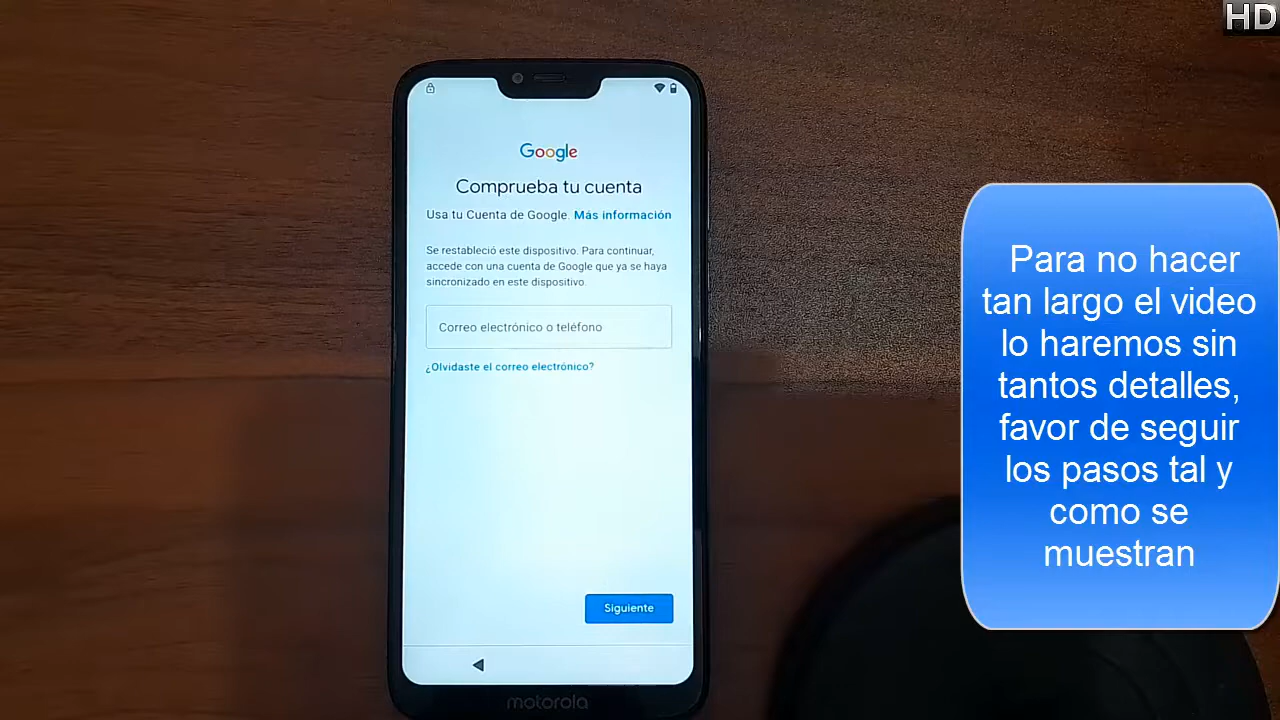 HD
Google
Comprueba tu cuenta
Usa tu Cuenta de Google. Más información
Se restableció este dispositivo. Para continuar,
accede con una cuenta de Google que ya se haya
sincronizado en este dispositivo.
Correo electrónico o teléfono
¿Olvidaste el correo electrónico?
Siguiente
motorola
Para no hacer
tan largo el video
lo haremos sin
tantos detalles,
favor de seguir
los pasos tal y
como se
muestran